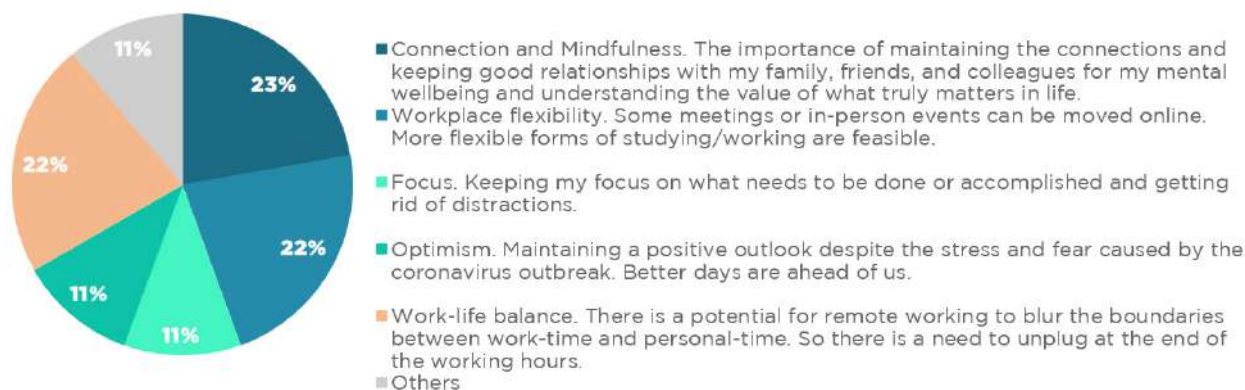 11%
23%
22%
22%
11%
11%
Connection and Mindfulness. The importance of maintaining the connections and
keeping good relationships with my family, friends, and colleagues for my mental
wellbeing and understanding the value of what truly matters in life.
Workplace flexibility. Some meetings or in-person events can be moved online.
More flexible forms of studying/working are feasible.
Focus. Keeping my focus on what needs to be done or accomplished and getting
rid of distractions.
Optimism. Maintaining a positive outlook despite the stress and fear caused by the
coronavirus outbreak. Better days are ahead of us.
Work-life balance. There is a potential for remote working to blur the boundaries
between work-time and personal-time. So there is a need to unplug at the end of
the working hours.
Others